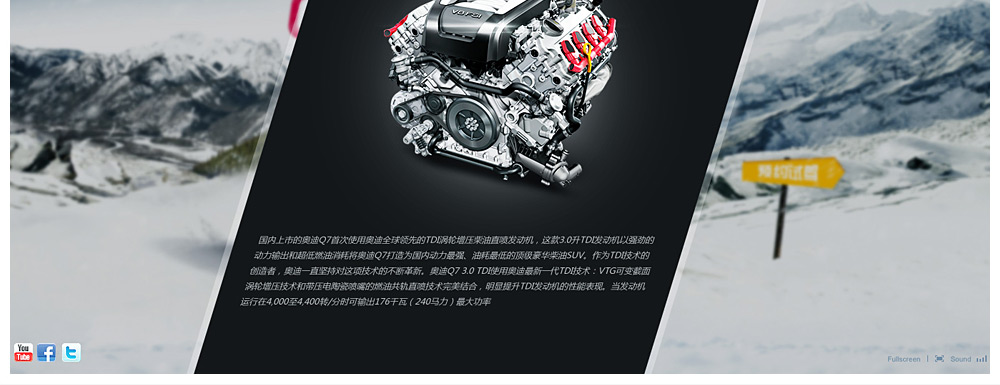 V6 FDI
预约试驾
国内上市的奥迪Q7首次使用奥迪全球领先的TDI涡轮增压柴油直喷发动机，这款3.0升TDI发动机以强劲的
动力输出和超低燃油消耗将奥迪Q7打造为国内动力最强、油耗最低的顶级豪华柴油SUV。作为TDI技术的
创造者，奥迪一直坚持对这项技术的不断革新。奥迪Q7 3.0 TDI使用奥迪最新一代TDI技术：VTG可变截面
涡轮增压技术和带压电陶瓷喷嘴的燃油共轨直喷技术完美结合，明显提升TDI发动机的性能表现。当发动机
运行在4,000至4,400转/分时可输出176千瓦（240马力）最大功率
You
Tube
Fullscreen | Sound